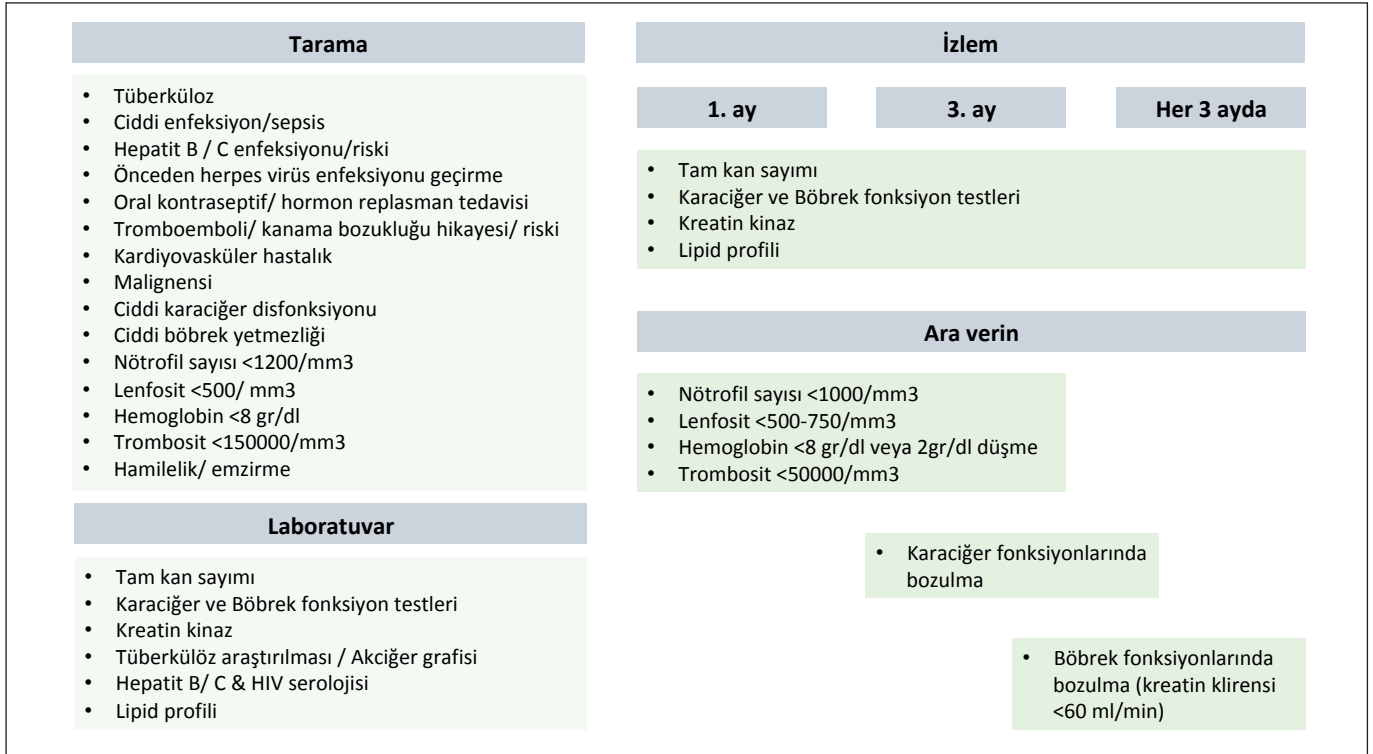 Tarama
• Tüberküloz
• Ciddi enfeksiyon/sepsis
• Hepatit B / C enfeksiyonu/riski
• Önceden herpes virüs enfeksiyonu geçirme
• Oral kontraseptif/ hormon replasman tedavisi
• Tromboemboli/ kanama bozukluğu hikayesi/ riski
• Kardiyovasküler hastalık
• Malignensi
• Ciddi karaciğer disfonksiyonu
• Ciddi böbrek yetmezliği
• Nötrofil sayısı <1200/mm3
• Lenfosit <500/ mm3
• Hemoglobin <8 gr/dl
• Trombosit <150000/mm3
• Hamilelik/ emzirme
Laboratuvar
• Tam kan sayımı
• Karaciğer ve Böbrek fonksiyon testleri
• Kreatin kinaz
• Tüberkülöz araştırılması / Akciğer grafisi
• Hepatit B/ C & HIV serolojisi
• Lipid profili
İzlem
1. ay
3. ay
Her 3 ayda
• Tam kan sayımı
• Karaciğer ve Böbrek fonksiyon testleri
• Kreatin kinaz
• Lipid profili
Ara verin
• Nötrofil sayısı <1000/mm3
• Lenfosit <500-750/mm3
• Hemoglobin <8 gr/dl veya 2gr/dl düşme
• Trombosit <50000/mm3
• Karaciğer fonksiyonlarında
bozulma
• Böbrek fonksiyonlarında
bozulma (kreatin klirensi
<60 ml/min)